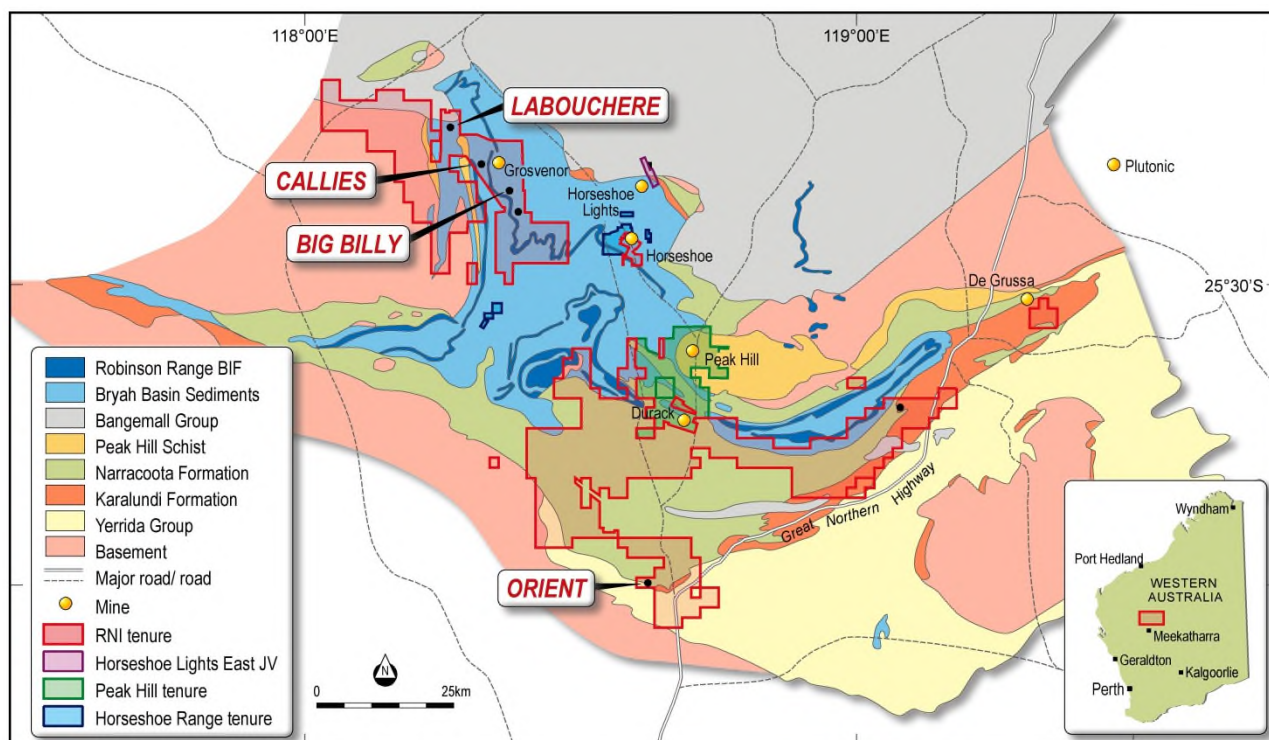 118°00'E
119°00'E
LABOUCHERE
CALLIES
Grosvenor
Plutonic
BIG BILLY
Horseshoe
Lights
Horseshoe
De Grussa
25°30'S
Peak Hill
Durack
Great Northern Highway
ORIENT
Robinson Range BIF
Bryah Basin Sediments
Bangemall Group
Peak Hill Schist
Narracoota Formation
Karalundi Formation
Yerrida Group
Basement
Major road/ road
Mine
RNI tenure
Horseshoe Lights East JV
Peak Hill tenure
Horseshoe Range tenure
N
0 25km
Wyndham
Port Hedland
WESTERN
AUSTRALIA
Meekatharra
Geraldton
Kalgoorlie
Perth